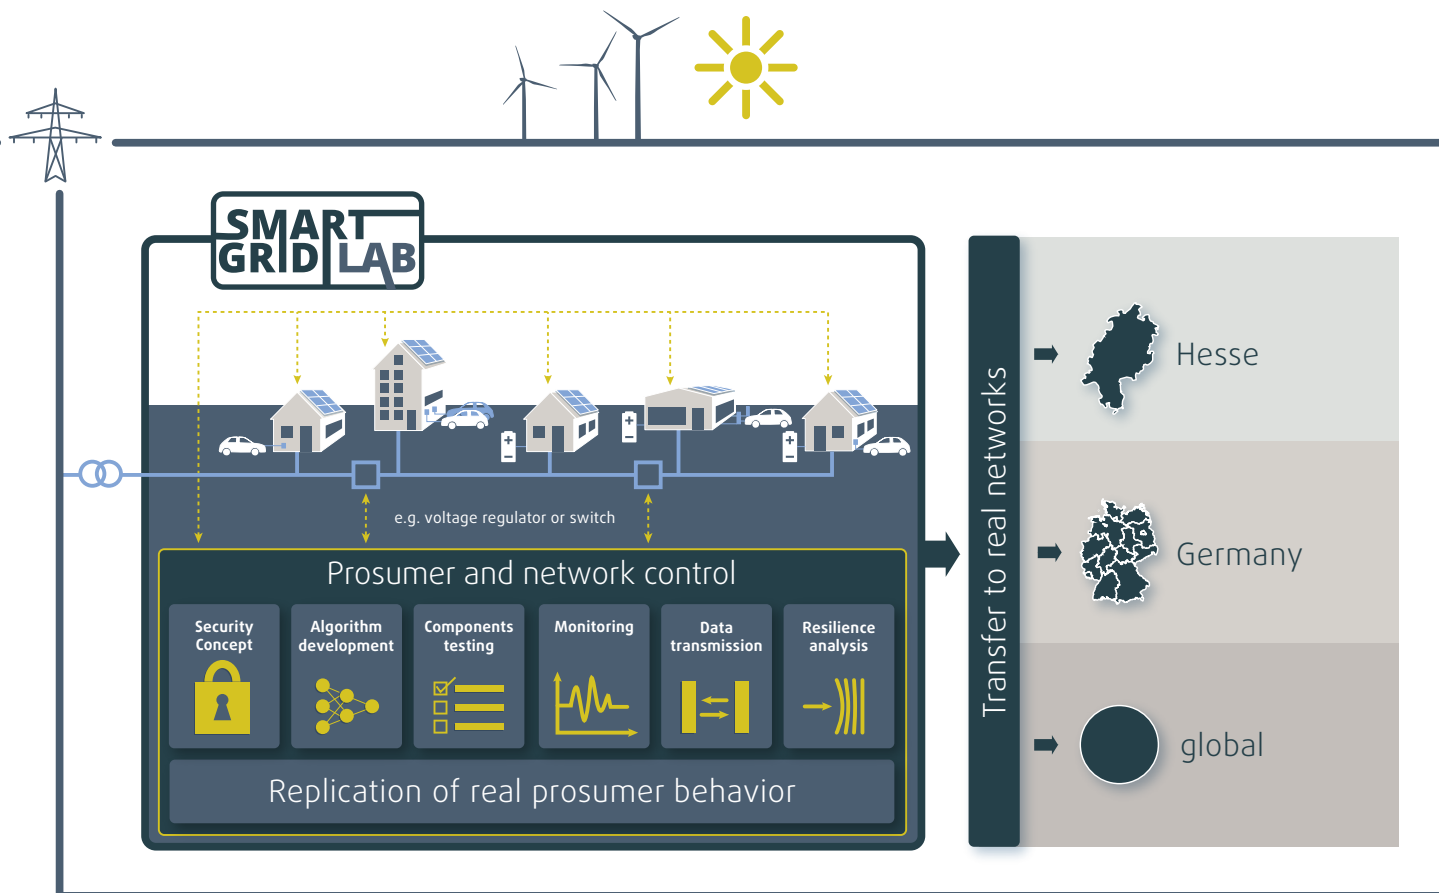 SMART
GRID LAB
e.g. voltage regulator or switch
Prosumer and network control
Security
Concept
Algorithm
development
Components
testing
Monitoring
Data
transmission
Resilience
analysis
Replication of real prosumer behavior
Transfer to real networks
Hesse
Germany
global